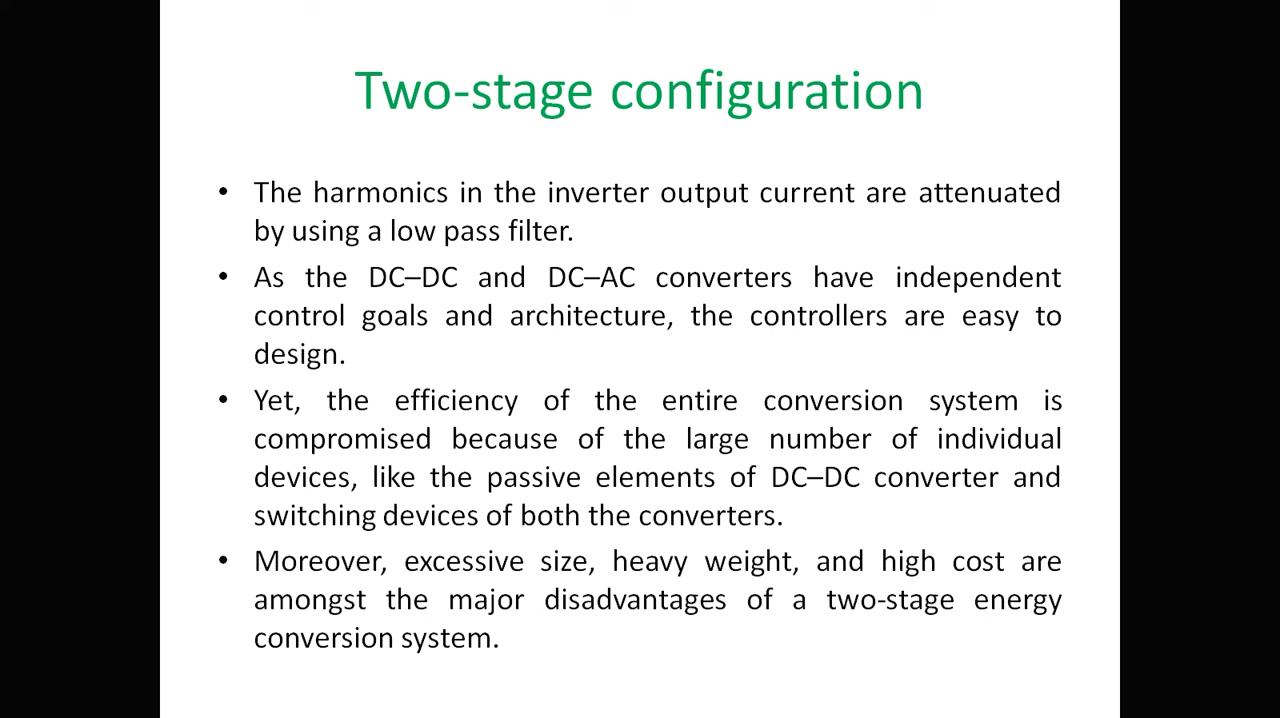 Two-stage configuration
• The harmonics in the inverter output current are attenuated
by using a low pass filter.
• As the DC–DC and DC–AC converters have independent
control goals and architecture, the controllers are easy to
design.
• Yet, the efficiency of the entire conversion system is
compromised because of the large number of individual
devices, like the passive elements of DC–DC converter and
switching devices of both the converters.
• Moreover, excessive size, heavy weight, and high cost are
amongst the major disadvantages of a two-stage energy
conversion system.